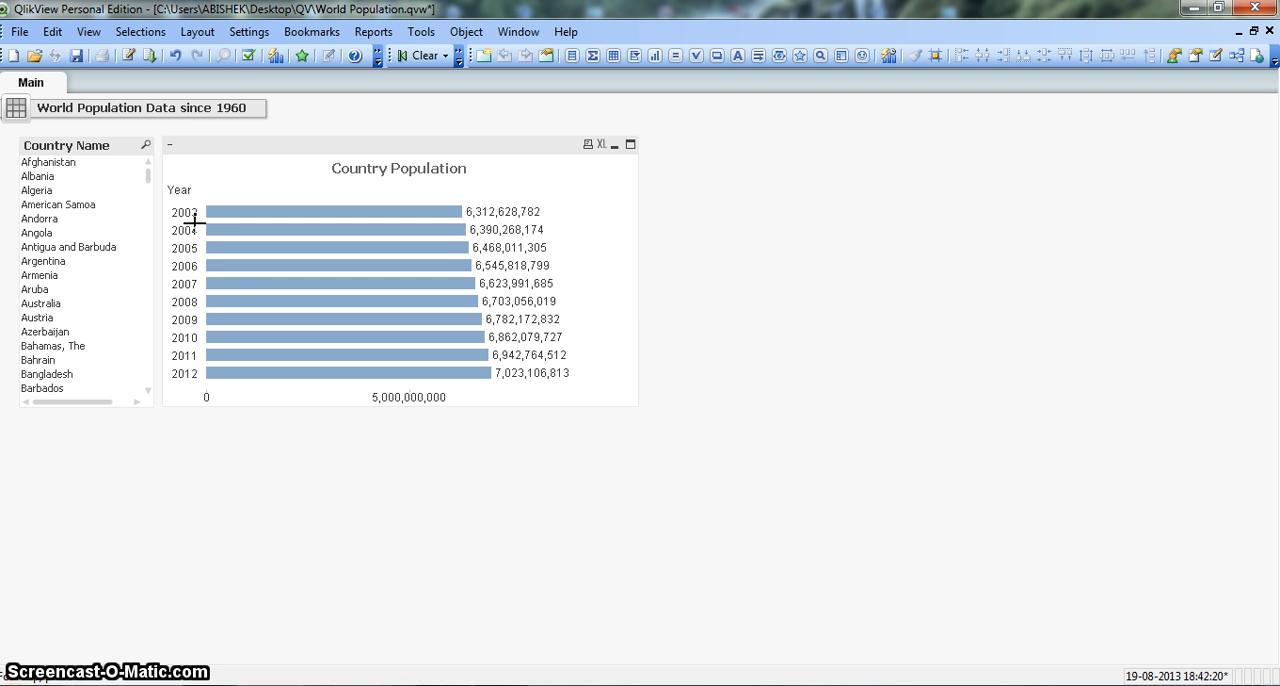 QlikView Personal Edition - [C:\Users\ABISHEK\Desktop\QV\World Population.qvw*]
File Edit View Selections Layout Settings Bookmarks Reports Tools Object Window Help
Clear
Main
World Population Data since 1960
Country Name
Afghanistan
Albania
Algeria
American Samoa
Andorra
Angola
Antigua and Barbuda
Argentina
Armenia
Aruba
Australia
Austria
Azerbaijan
Bahamas, The
Bahrain
Bangladesh
Barbados
XL
Country Population
Year
2003 6,312,628,782
2004 6,390,268,174
2005 6,468,011,305
2006 6,545,818,799
2007 6,623,991,685
2008 6,703,056,019
2009 6,782,172,832
2010 6,862,079,727
2011 6,942,764,512
2012 7,023,106,813
0 5,000,000,000
Screencast-O-Matic.com
19-08-2013 18:42:20*